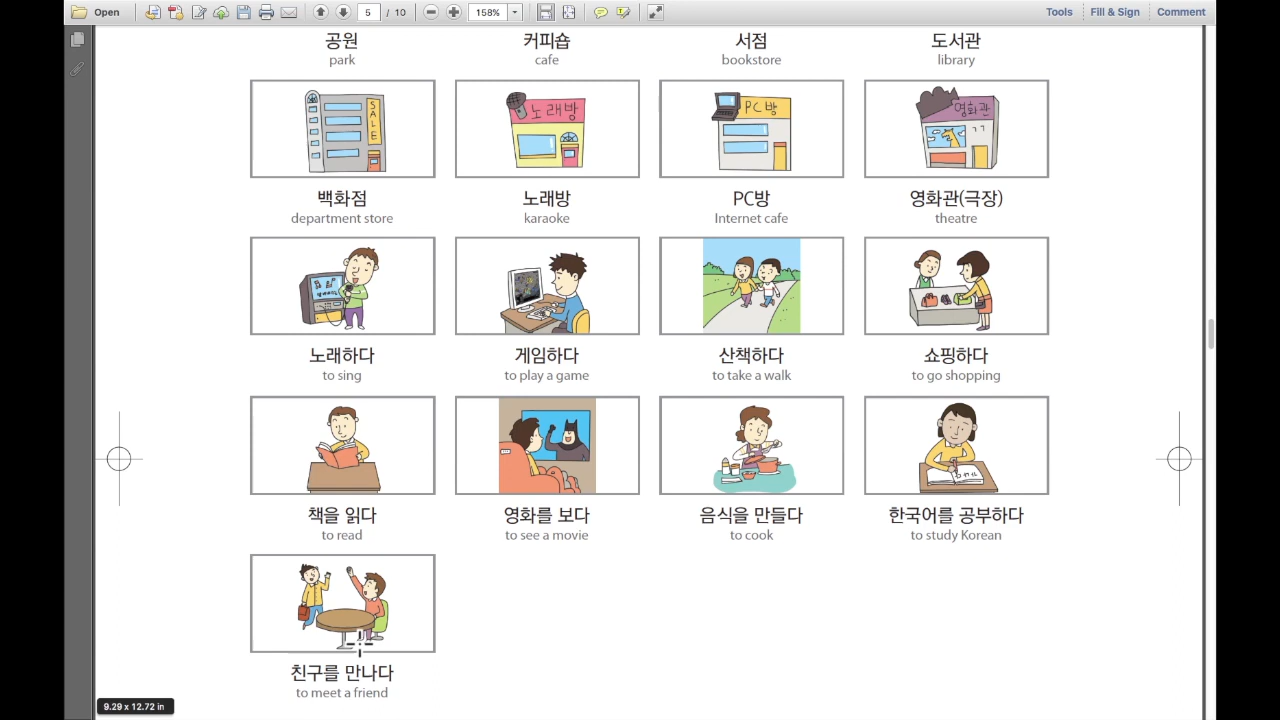 Open
5 / 10
158%
Tools Fill & Sign Comment
공원 커피숍 서점 도서관
park cafe bookstore library
SALE 노래방 PC방 영화관
백화점 노래방 PC방 영화관(극장)
department store karaoke Internet cafe theatre
노래하다 게임하다 산책하다 쇼핑하다
to sing to play a game to take a walk to go shopping
책을 읽다 영화를 보다 음식을 만들다 한국어를 공부하다
to read to see a movie to cook to study Korean
친구를 만나다
to meet a friend
9.29 x 12.72 in